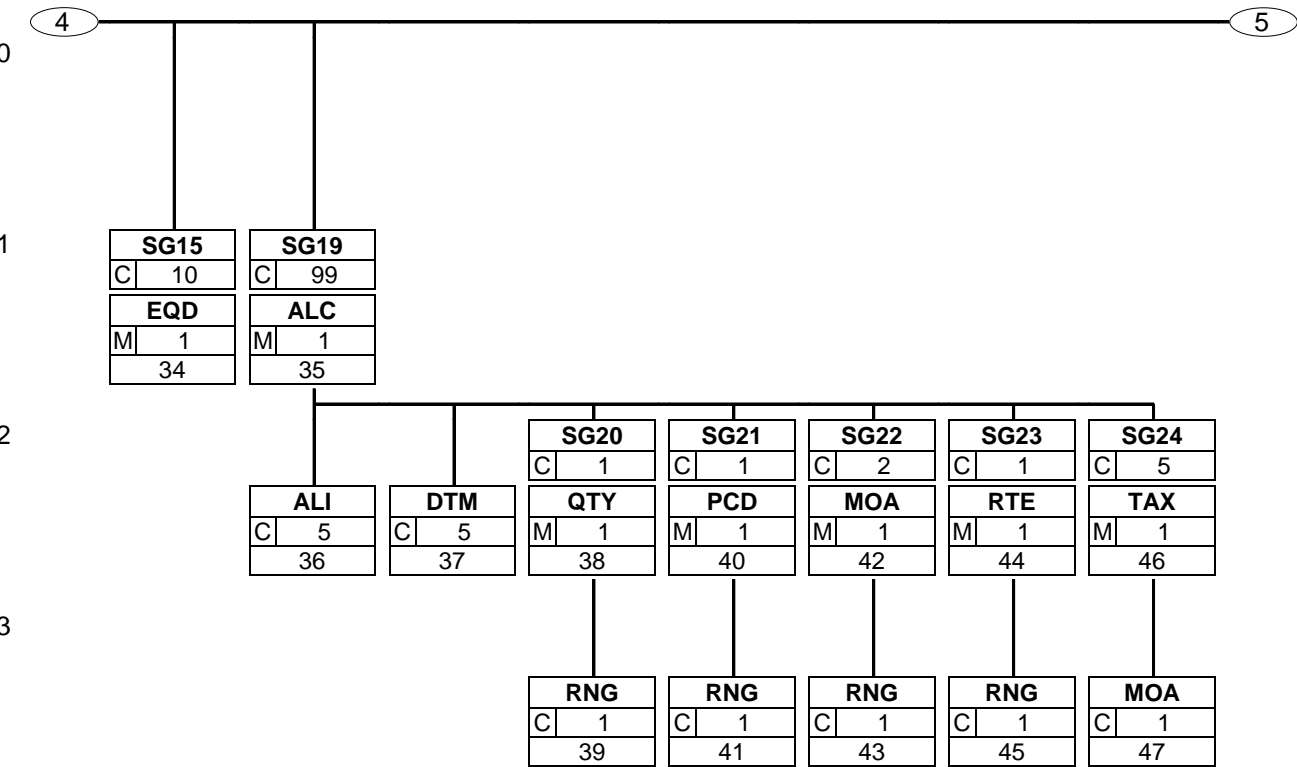 4 5
0
1
SG15 SG19
C 10 C 99
EQD ALC
M 1 M 1
34 35
2
SG20 SG21 SG22 SG23 SG24
C 1 C 1 C 2 C 1 C 5
ALI DTM QTY PCD MOA RTE TAX
C 5 C 5 M 1 M 1 M 1 M 1 M 1
36 37 38 40 42 44 46
3
RNG RNG RNG RNG MOA
C 1 C 1 C 1 C 1 C 1
39 41 43 45 47